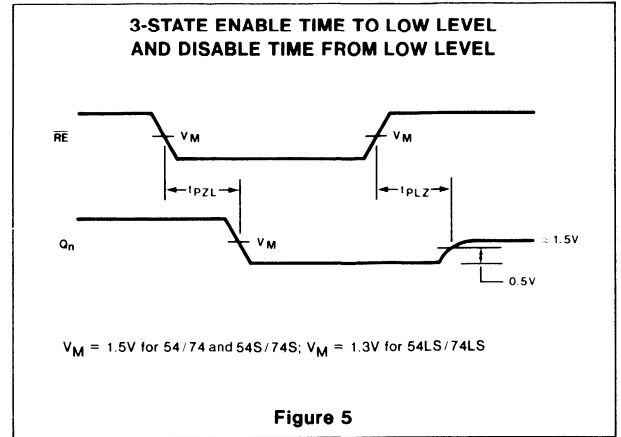 3-STATE ENABLE TIME TO LOW LEVEL
AND DISABLE TIME FROM LOW LEVEL
RE
VM
VM
tPZL
tPLZ
Qn
VM
≈ 1.5V
0.5V
VM = 1.5V for 54/74 and 54S/74S; VM = 1.3V for 54LS/74LS
Figure 5